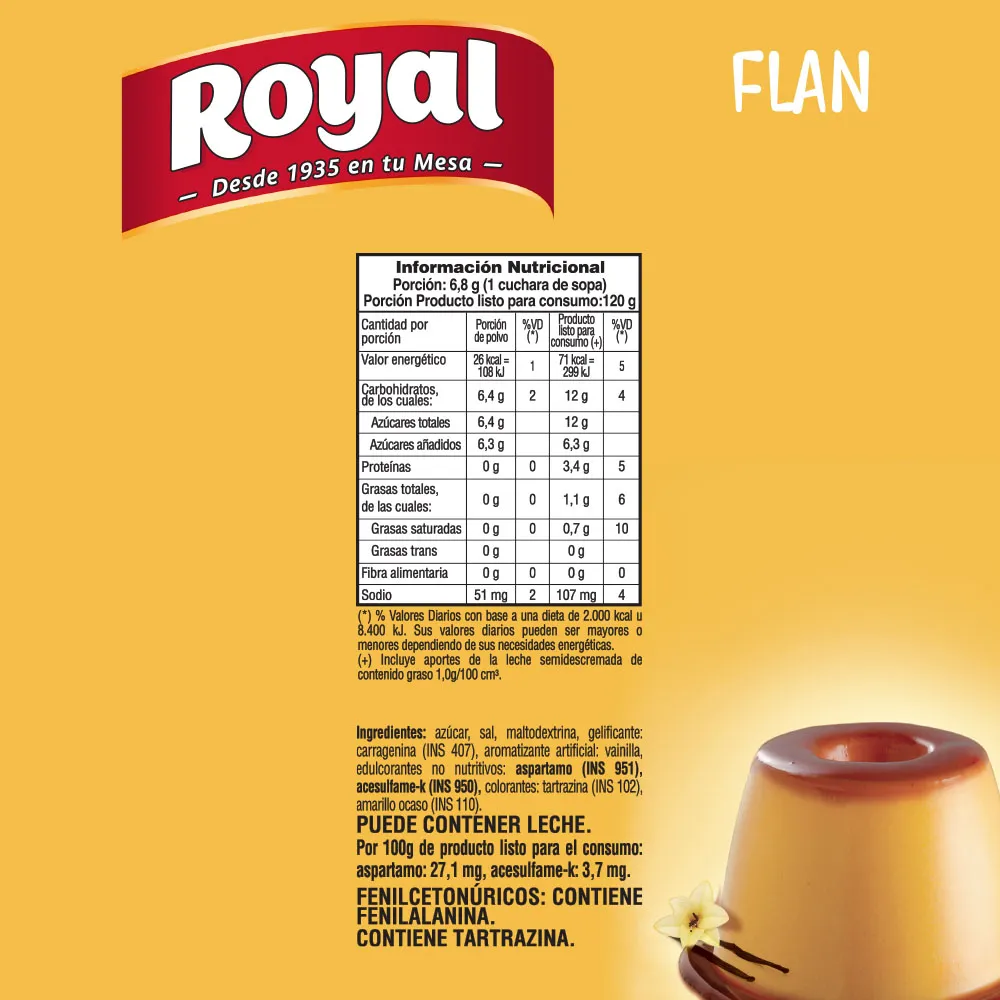 Royal
— Desde 1935 en tu Mesa —
FLAN
Información Nutricional
Porción: 6,8 g (1 cuchara de sopa)
Porción Producto listo para consumo:120 g
Cantidad por porción | Porción de polvo | %VD (*) | Producto listo para consumo (+) | %VD (*)
Valor energético | 26 kcal = 108 kJ | 1 | 71 kcal = 299 kJ | 5
Carbohidratos, de los cuales: | 6,4 g | 2 | 12 g | 4
Azúcares totales | 6,4 g | | 12 g |
Azúcares añadidos | 6,3 g | | 6,3 g |
Proteínas | 0 g | 0 | 3,4 g | 5
Grasas totales, de las cuales: | 0 g | 0 | 1,1 g | 6
Grasas saturadas | 0 g | 0 | 0,7 g | 10
Grasas trans | 0 g | | 0 g |
Fibra alimentaria | 0 g | 0 | 0 g | 0
Sodio | 51 mg | 2 | 107 mg | 4
(*) % Valores Diarios con base a una dieta de 2.000 kcal u
8.400 kJ. Sus valores diarios pueden ser mayores o
menores dependiendo de sus necesidades energéticas.
(+) Incluye aportes de la leche semidescremada de
contenido graso 1,0g/100 cm³.
Ingredientes: azúcar, sal, maltodextrina, gelificante:
carragenina (INS 407), aromatizante artificial: vainilla,
edulcorantes no nutritivos: aspartamo (INS 951),
acesulfame-k (INS 950), colorantes: tartrazina (INS 102),
amarillo ocaso (INS 110).
PUEDE CONTENER LECHE.
Por 100g de producto listo para el consumo:
aspartamo: 27,1 mg, acesulfame-k: 3,7 mg.
FENILCETONÚRICOS: CONTIENE
FENILALANINA.
CONTIENE TARTRAZINA.